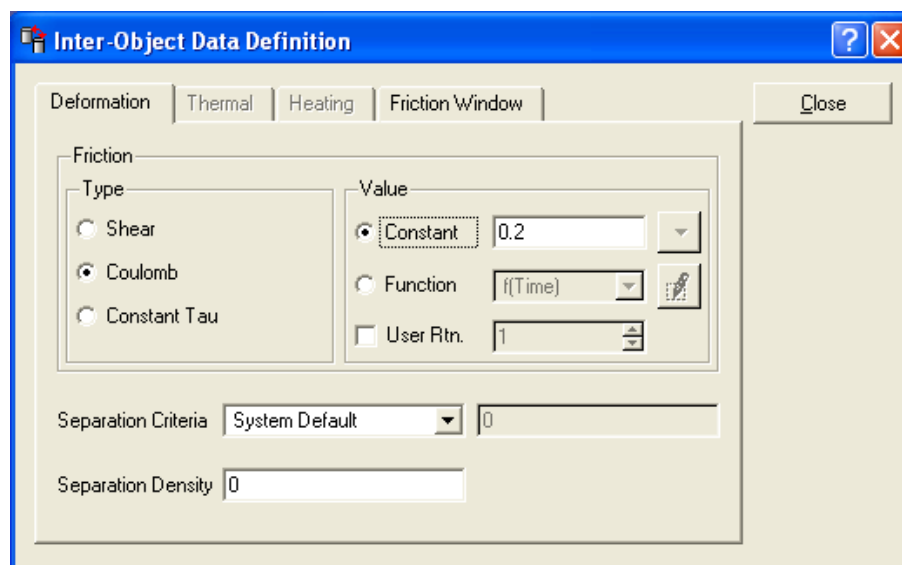 Inter-Object Data Definition
Deformation Thermal Heating Friction Window Close
Friction
Type Value
Shear Constant 0.2
Coulomb Function f(Time)
Constant Tau User Rtn. 1
Separation Criteria System Default 0
Separation Density 0